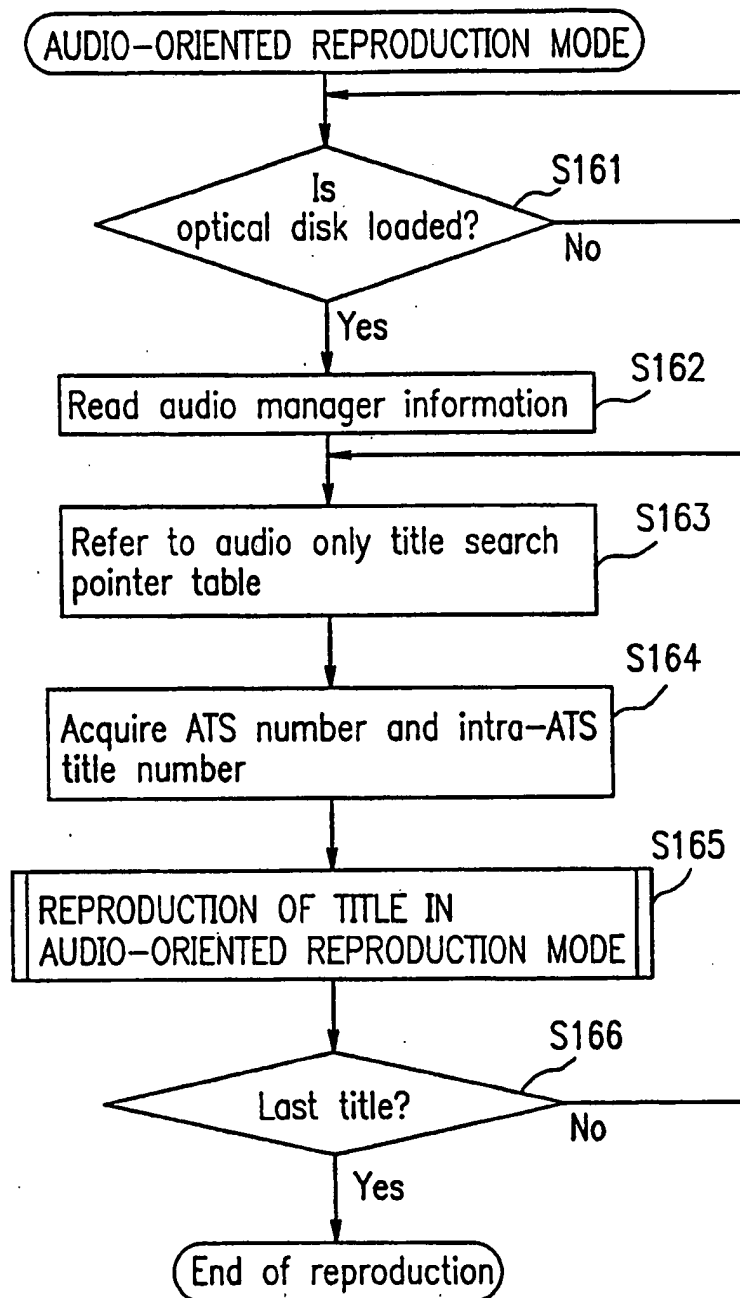 AUDIO-ORIENTED REPRODUCTION MODE
S161
Is
optical disk loaded?
No
Yes
S162
Read audio manager information
S163
Refer to audio only title search
pointer table
S164
Acquire ATS number and intra-ATS
title number
S165
REPRODUCTION OF TITLE IN
AUDIO-ORIENTED REPRODUCTION MODE
S166
Last title?
No
Yes
End of reproduction